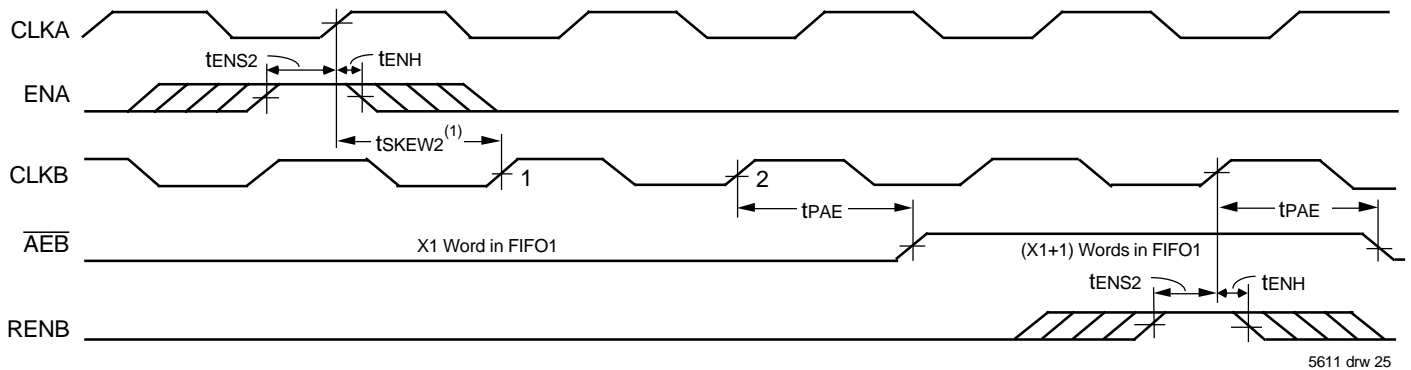 CLKA
tENS2 tENH
ENA
tSKEW2(1)
CLKB 1 2
tPAE tPAE
AEB X1 Word in FIFO1 (X1+1) Words in FIFO1
tENS2 tENH
RENB
5611 drw 25